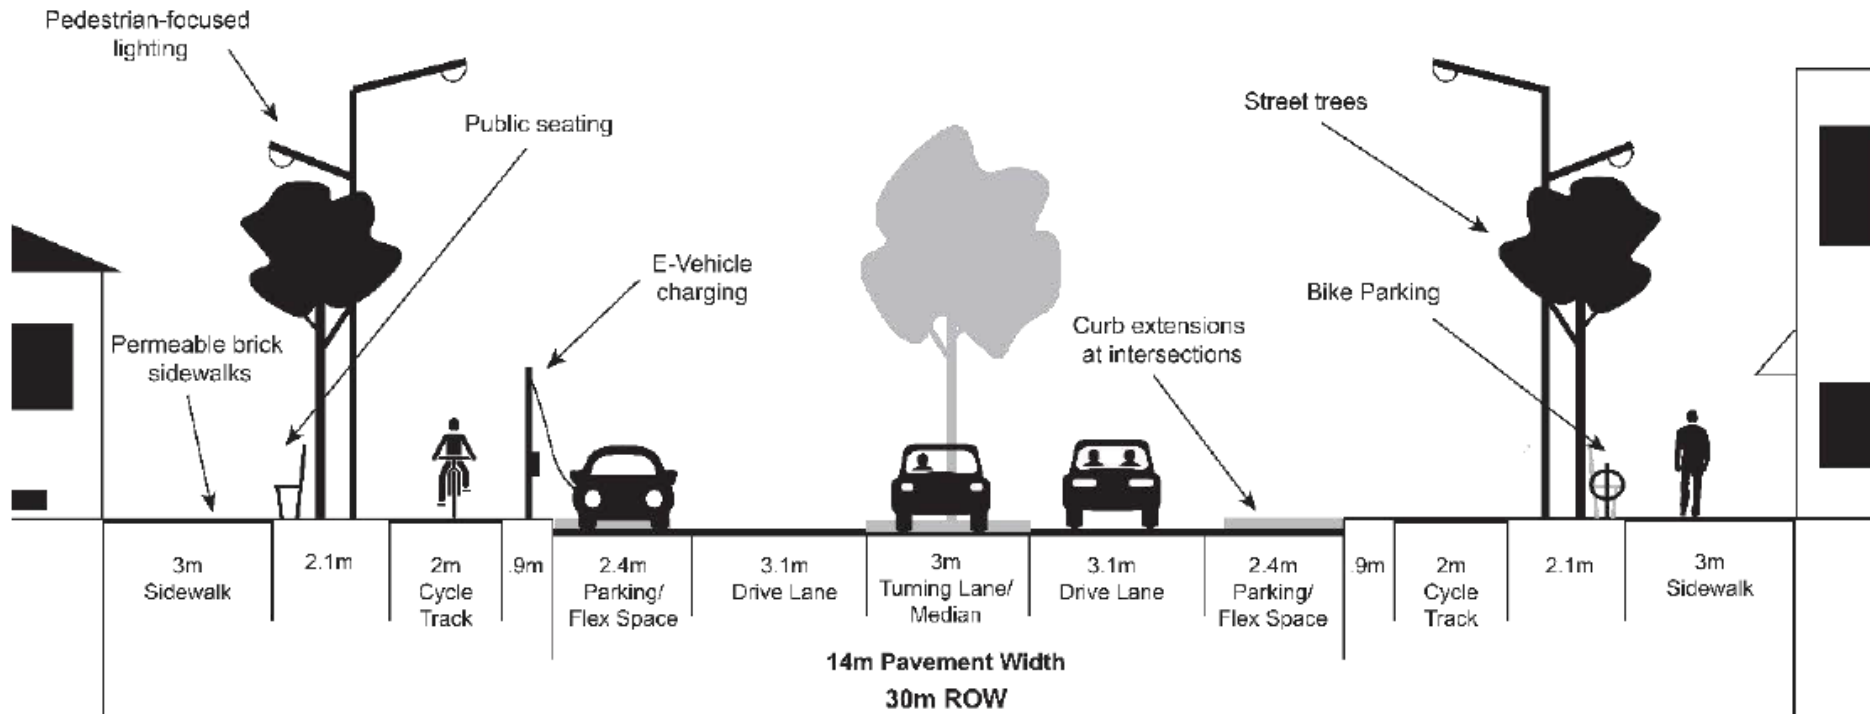 Pedestrian-focused
lighting
Public seating
Street trees
E-Vehicle
charging
Bike Parking
Curb extensions
at intersections
Permeable brick
sidewalks
3m
Sidewalk
2.1m
2m
Cycle
Track
.9m
2.4m
Parking/
Flex Space
3.1m
Drive Lane
3m
Turning Lane/
Median
3.1m
Drive Lane
2.4m
Parking/
Flex Space
.9m
2m
Cycle
Track
2.1m
3m
Sidewalk
14m Pavement Width
30m ROW